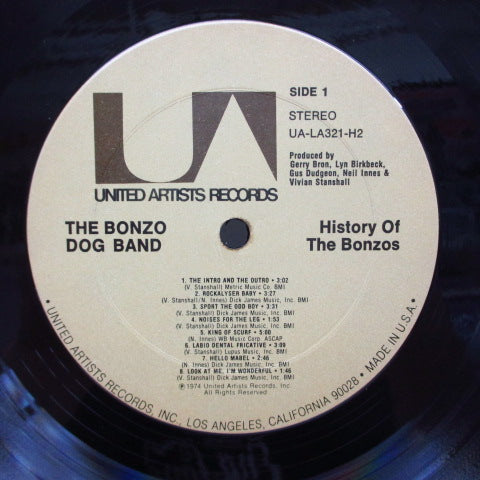 UA
UNITED ARTISTS RECORDS
SIDE 1
STEREO
UA-LA321-H2
Produced by
Gerry Bron, Lyn Birkbeck,
Gus Dudgeon, Neil Innes &
Vivian Stanshall
THE BONZO
DOG BAND
History Of
The Bonzos
1. THE INTRO AND THE OUTRO • 3:02
(V. Stanshall) Metric Music Co. BMI
2. ROCKALYSER BABY • 3:27
(V. Stanshall/N. Innes) Dick James Music, Inc. BMI
3. SPORT THE ODD BOY • 3:31
(V. Stanshall) Dick James Music, Inc. BMI
4. NOISES FOR THE LEG • 1:53
(V. Stanshall) Dick James Music, Inc. BMI
5. KING OF SCURF • 5:00
(N. Innes) WB Music Corp. ASCAP
6. LABIO DENTAL FRICATIVE • 3:09
(V. Stanshall) Lupus Music, Inc. BMI
7. HELLO MABEL • 2:46
(N. Innes) Dick James Music, Inc. BMI
8. LOOK AT ME, I'M WONDERFUL • 1:46
(V. Stanshall) Dick James Music, Inc. BMI
Ⓟ 1974 United Artists Records, Inc.
All Rights Reserved
• UNITED ARTISTS RECORDS, INC., LOS ANGELES, CALIFORNIA 90028 • MADE IN U.S.A. •